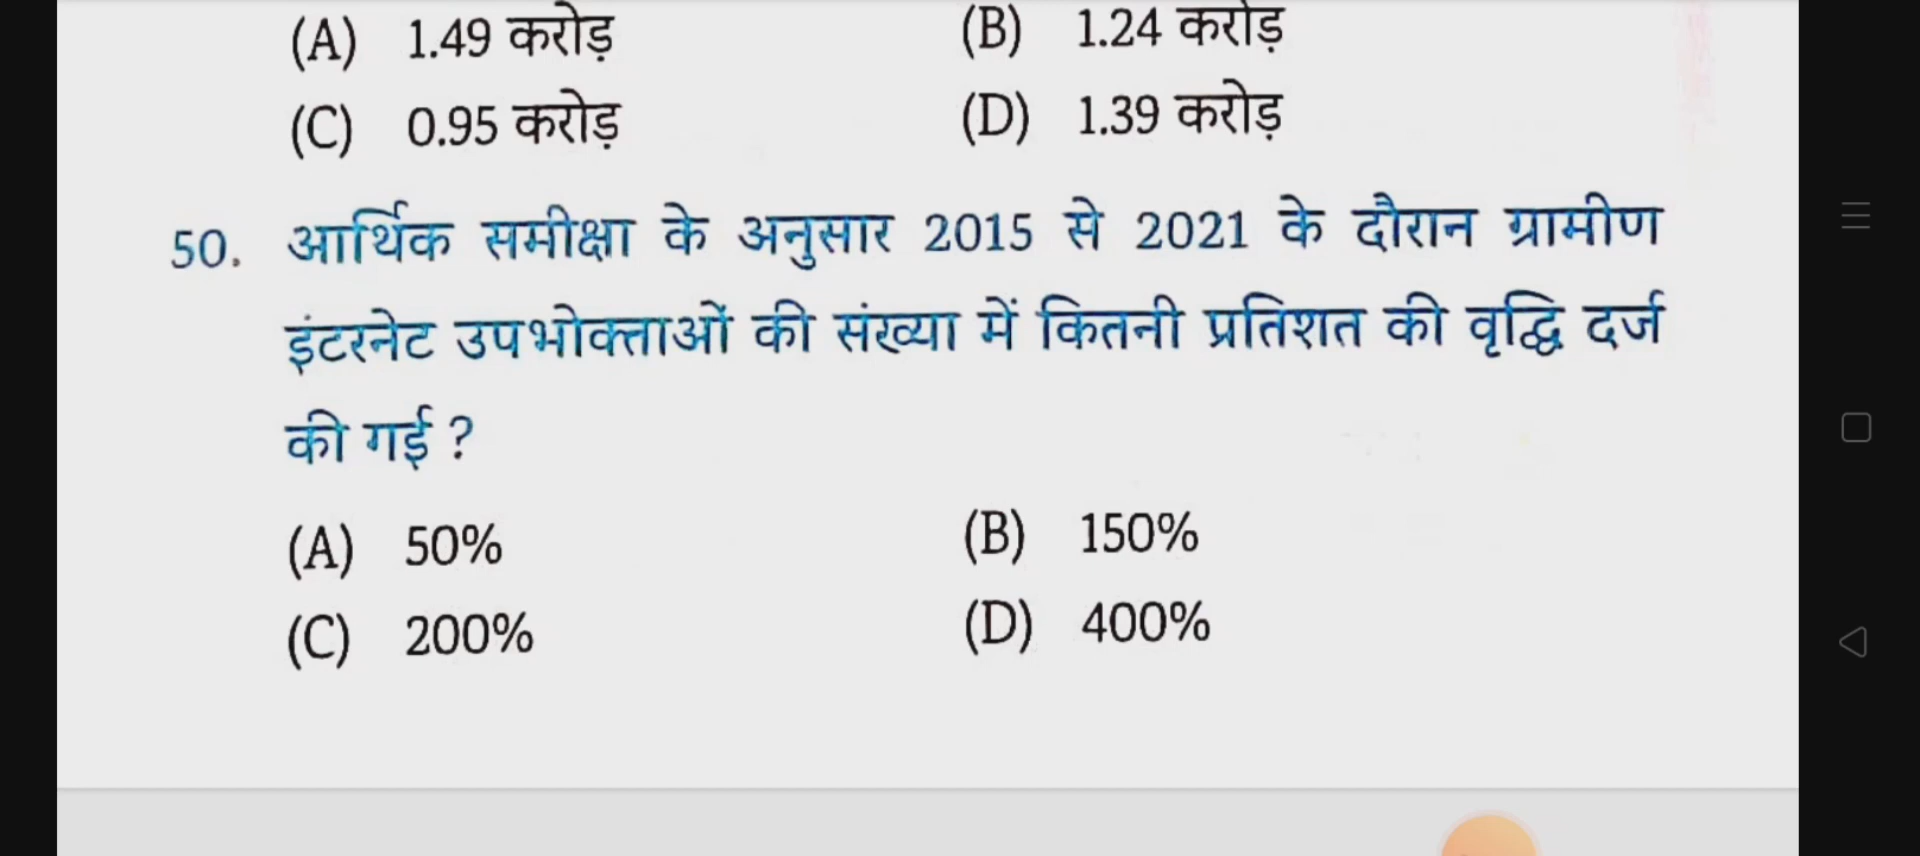 (A) 1.49 करोड़ (B) 1.24 करोड़
(C) 0.95 करोड़ (D) 1.39 करोड़
50. आर्थिक समीक्षा के अनुसार 2015 से 2021 के दौरान ग्रामीण
इंटरनेट उपभोक्ताओं की संख्या में कितनी प्रतिशत की वृद्धि दर्ज
की गई ?
(A) 50% (B) 150%
(C) 200% (D) 400%